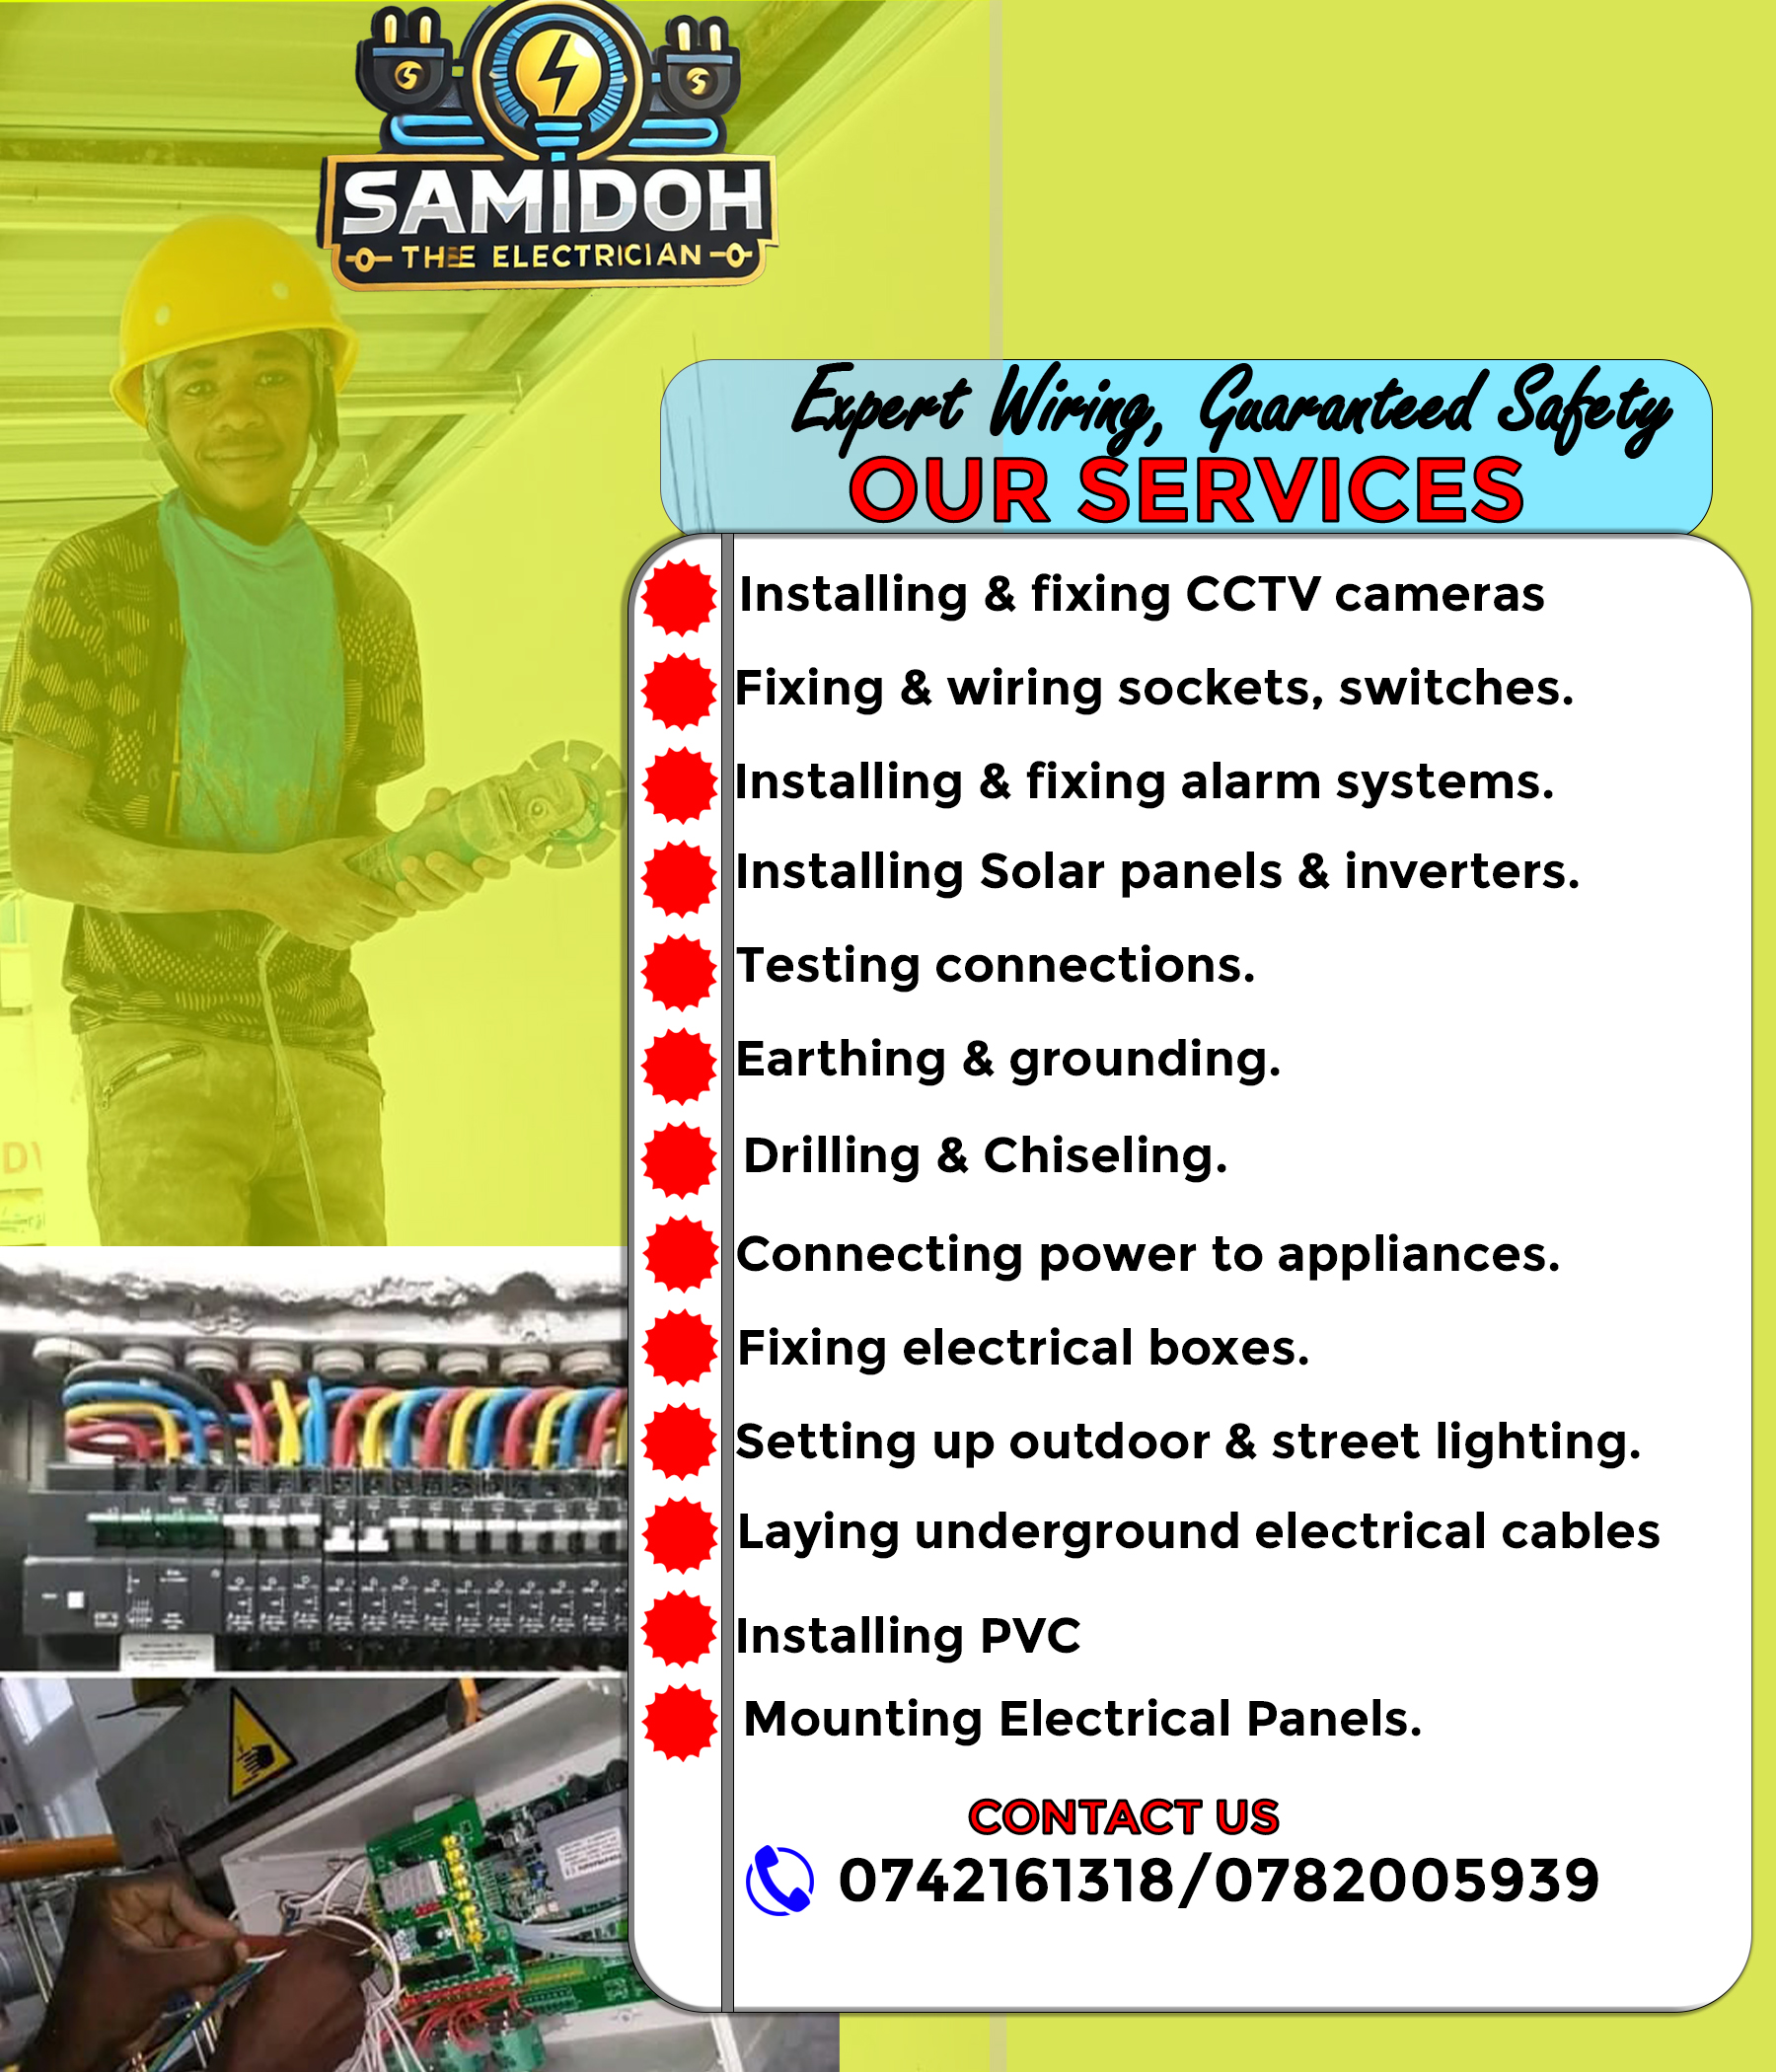 SAMIDOH
THE ELECTRICIAN
Expert Wiring, Guaranteed Safety
OUR SERVICES
Installing & fixing CCTV cameras
Fixing & wiring sockets, switches.
Installing & fixing alarm systems.
Installing Solar panels & inverters.
Testing connections.
Earthing & grounding.
Drilling & Chiseling.
Connecting power to appliances.
Fixing electrical boxes.
Setting up outdoor & street lighting.
Laying underground electrical cables
Installing PVC
Mounting Electrical Panels.
CONTACT US
0742161318/0782005939